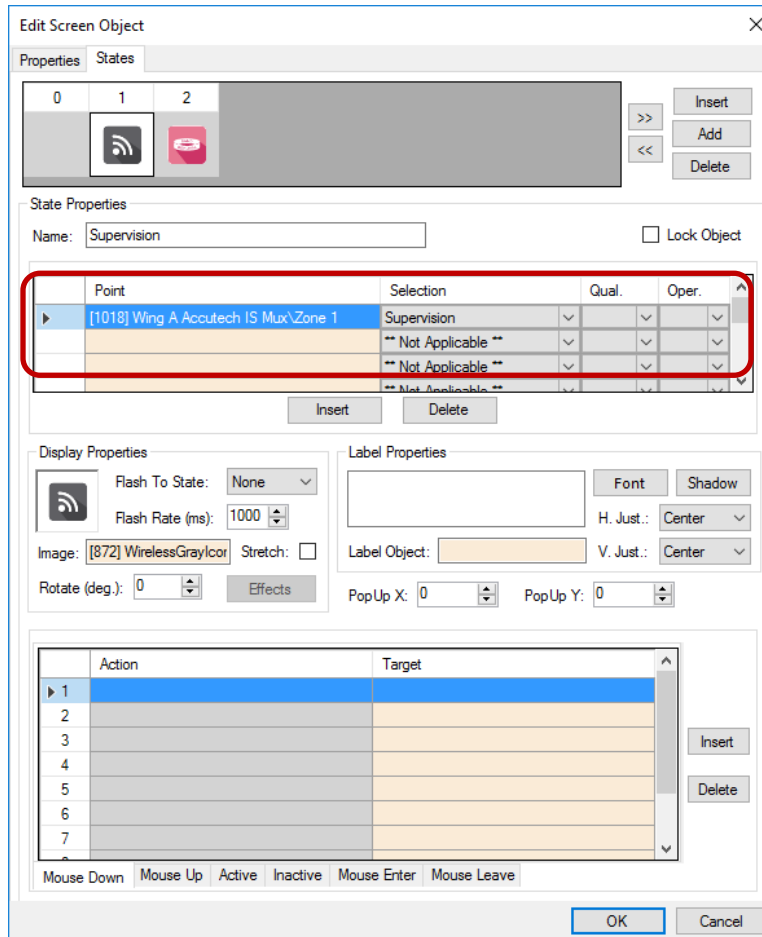 Edit Screen Object
Properties States
0 1 2
>> Insert
<< Add
Delete
State Properties
Name: Supervision Lock Object
Point Selection Qual. Oper.
[1018] Wing A Accutech IS Mux\Zone 1 Supervision
** Not Applicable **
** Not Applicable **
** Not Applicable **
Insert Delete
Display Properties Label Properties
Flash To State: None Font Shadow
Flash Rate (ms): 1000 H. Just.: Center
Image: [872] WirelessGrayIcor Stretch: Label Object: V. Just.: Center
Rotate (deg.): 0 Effects PopUp X: 0 PopUp Y: 0
Action Target
1
2
3
4
5
6
7
Insert
Delete
Mouse Down Mouse Up Active Inactive Mouse Enter Mouse Leave
OK Cancel